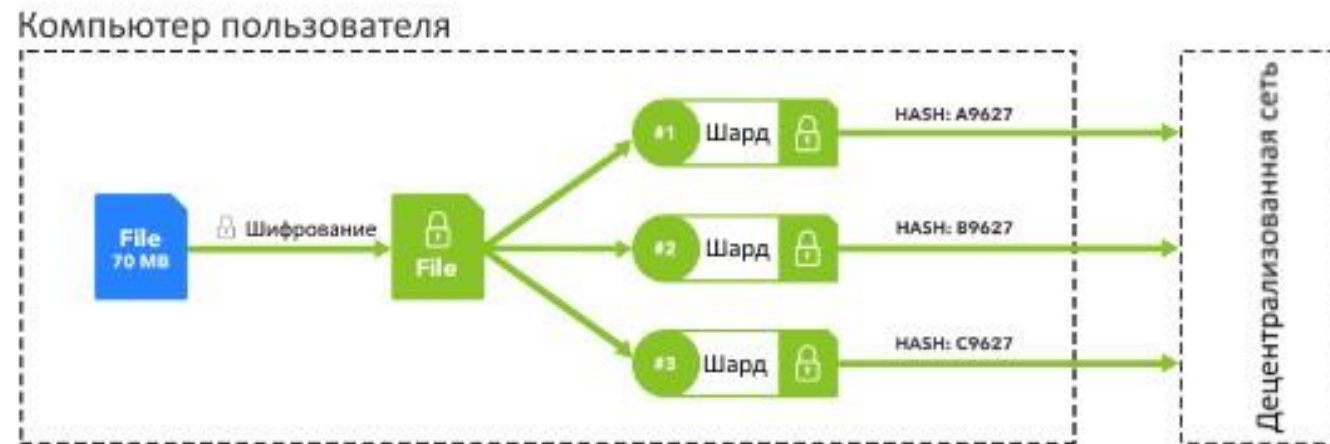 Компьютер пользователя
File
70 MB
Шифрование
File
#1 Шард
HASH: A9627
#2 Шард
HASH: B9627
#3 Шард
HASH: C9627
Децентрализованная сеть